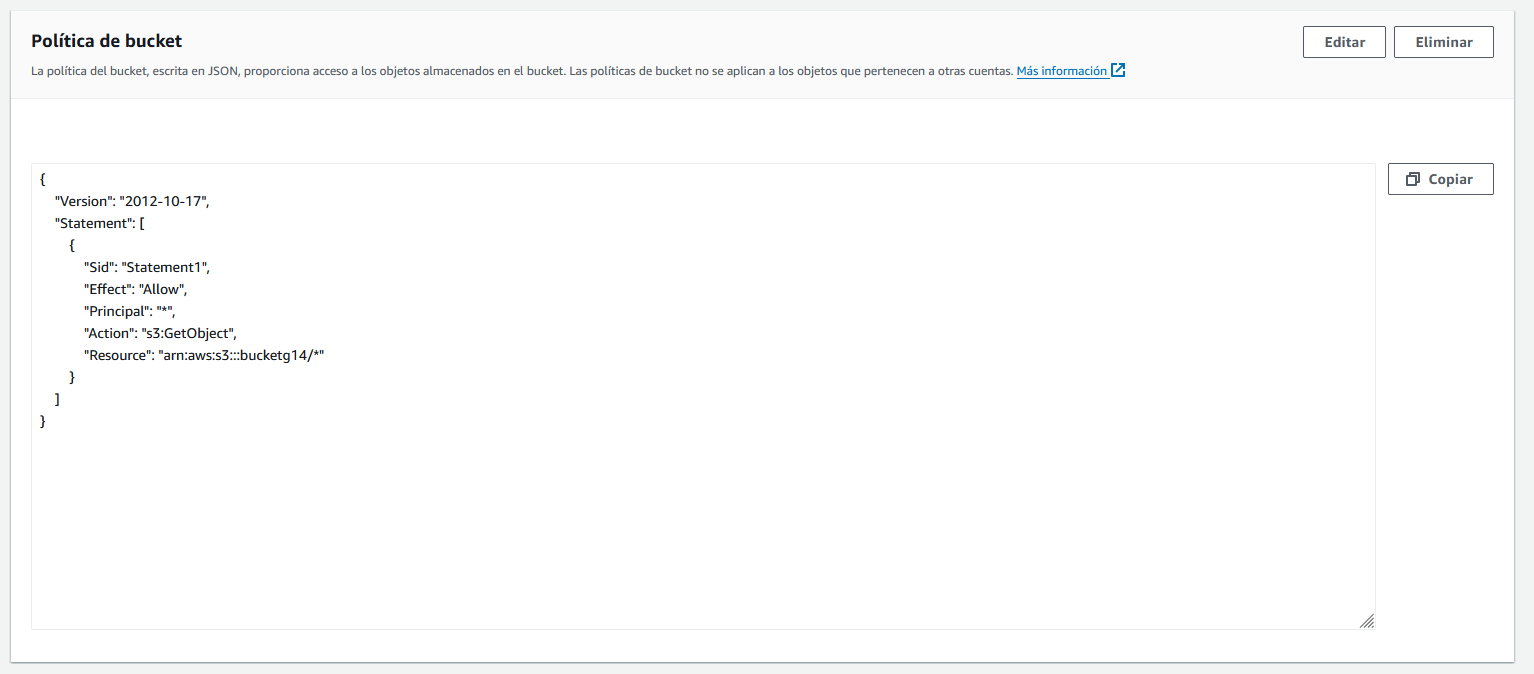 Política de bucket
Editar
Eliminar
La política del bucket, escrita en JSON, proporciona acceso a los objetos almacenados en el bucket. Las políticas de bucket no se aplican a los objetos que pertenecen a otras cuentas. Más información
Copiar
{
"Version": "2012-10-17",
"Statement": [
{
"Sid": "Statement1",
"Effect": "Allow",
"Principal": "*",
"Action": "s3:GetObject",
"Resource": "arn:aws:s3:::bucketg14/*"
}
]
}